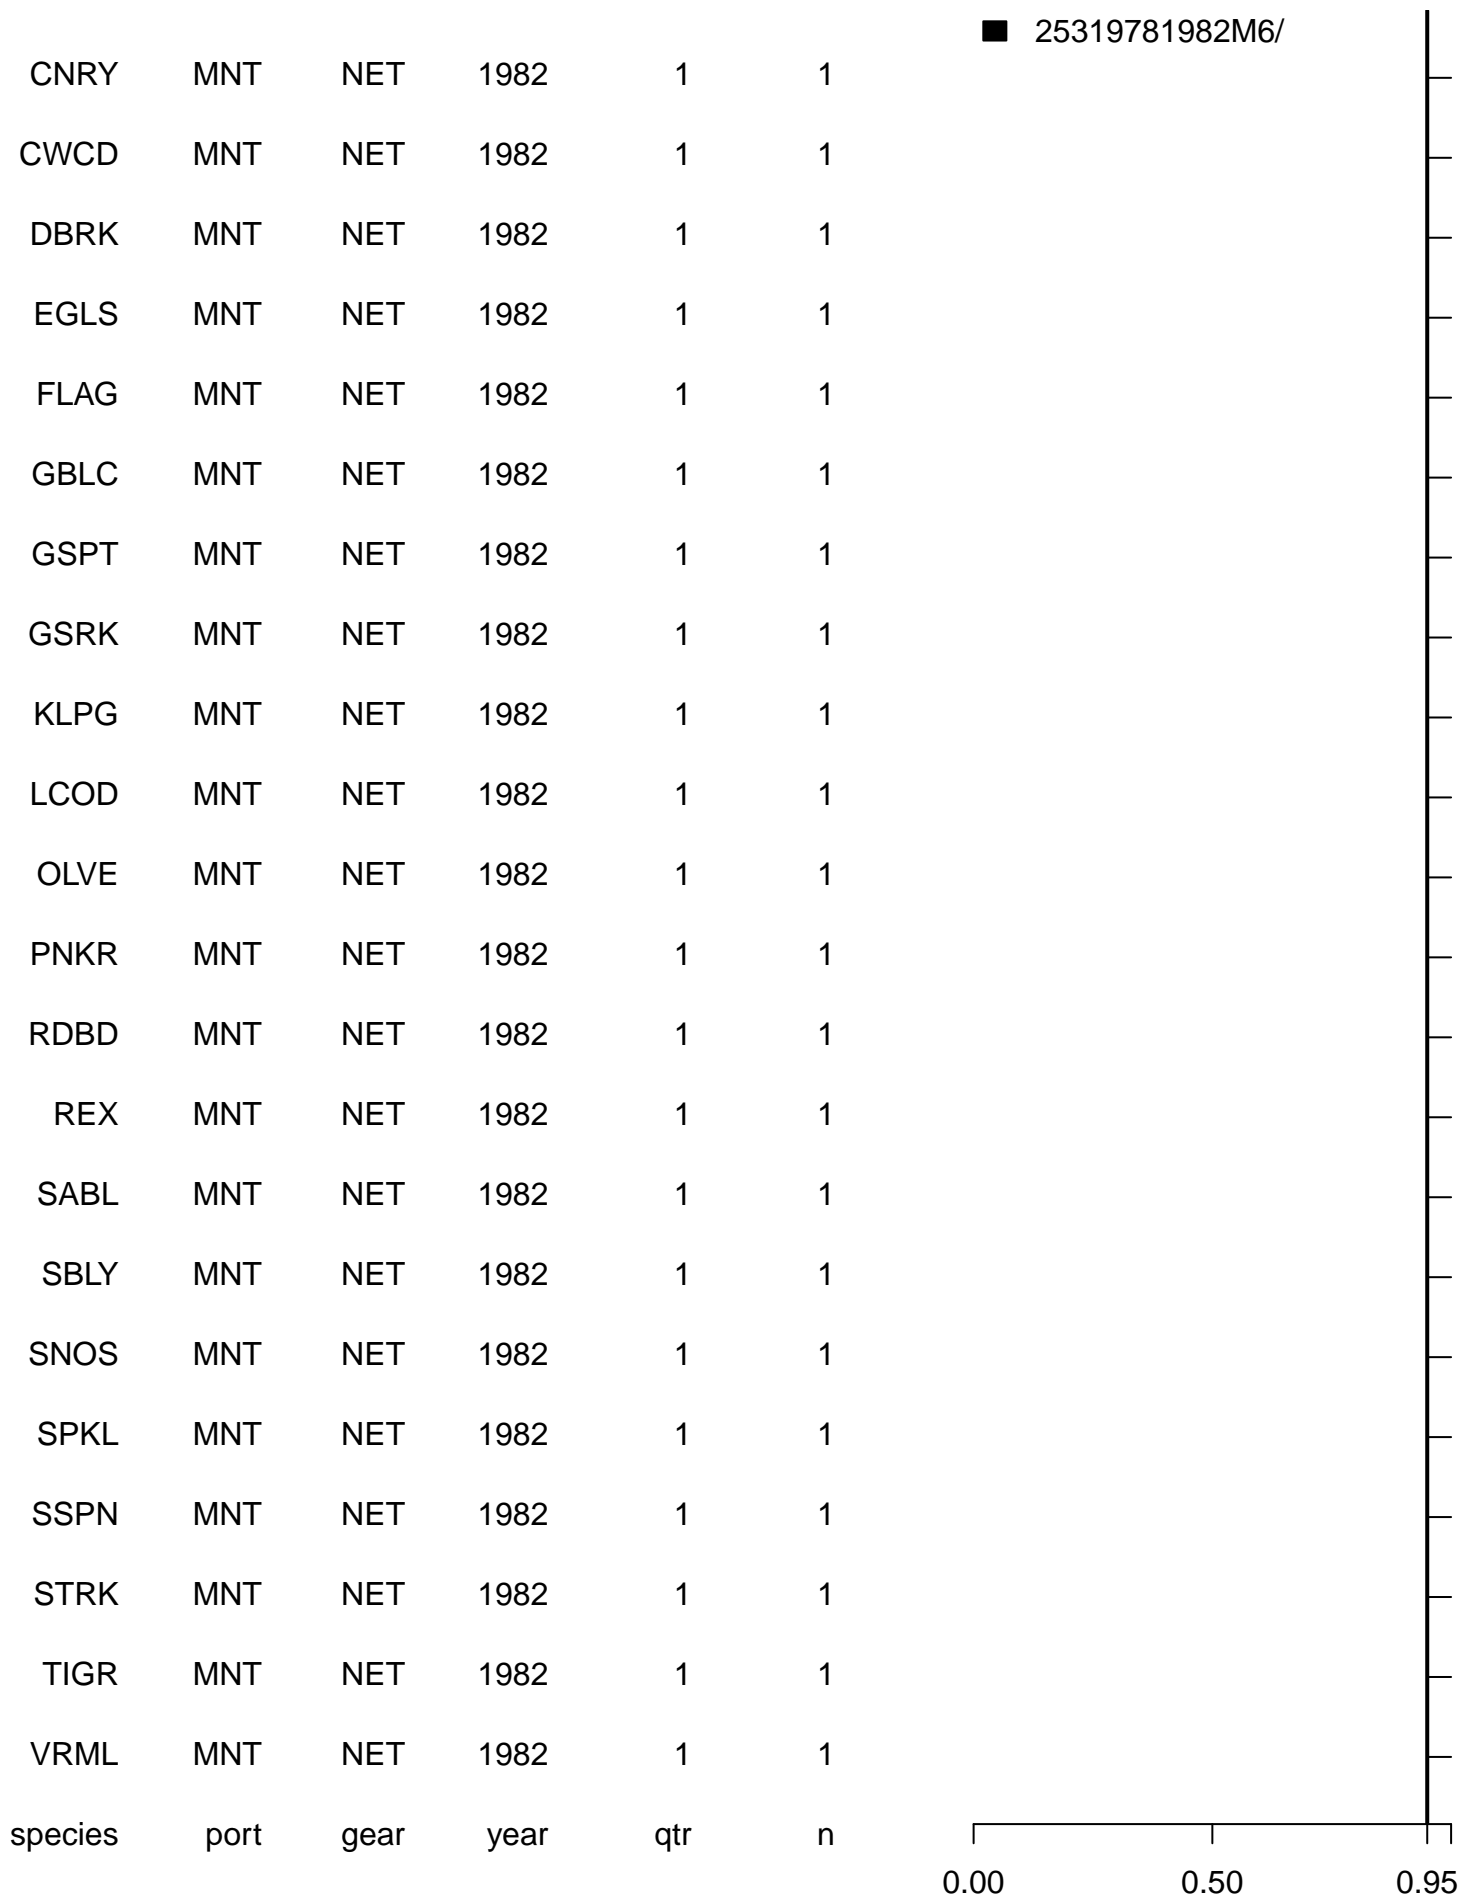 25319781982M6/
CNRY MNT NET 1982 1 1
CWCD MNT NET 1982 1 1
DBRK MNT NET 1982 1 1
EGLS MNT NET 1982 1 1
FLAG MNT NET 1982 1 1
GBLC MNT NET 1982 1 1
GSPT MNT NET 1982 1 1
GSRK MNT NET 1982 1 1
KLPG MNT NET 1982 1 1
LCOD MNT NET 1982 1 1
OLVE MNT NET 1982 1 1
PNKR MNT NET 1982 1 1
RDBD MNT NET 1982 1 1
REX MNT NET 1982 1 1
SABL MNT NET 1982 1 1
SBLY MNT NET 1982 1 1
SNOS MNT NET 1982 1 1
SPKL MNT NET 1982 1 1
SSPN MNT NET 1982 1 1
STRK MNT NET 1982 1 1
TIGR MNT NET 1982 1 1
VRML MNT NET 1982 1 1
species port gear year qtr n
0.00 0.50 0.95